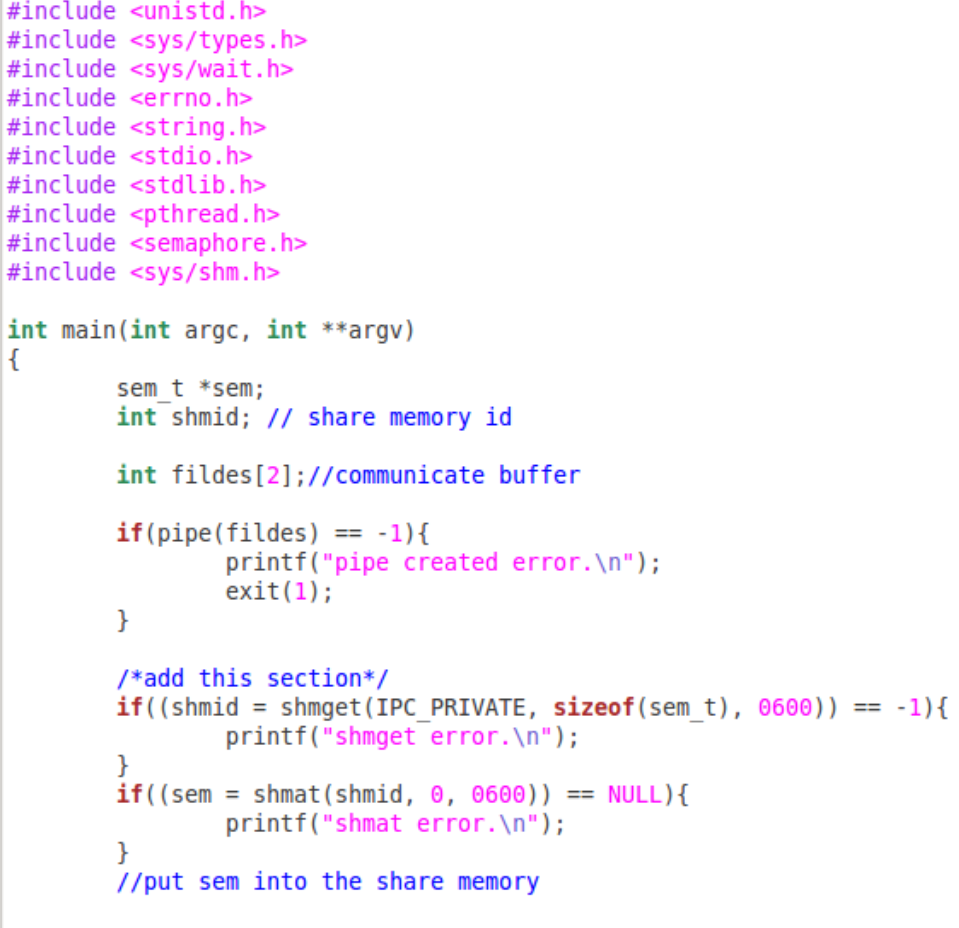 #include <unistd.h>
#include <sys/types.h>
#include <sys/wait.h>
#include <errno.h>
#include <string.h>
#include <stdio.h>
#include <stdlib.h>
#include <pthread.h>
#include <semaphore.h>
#include <sys/shm.h>

int main(int argc, int **argv)
{
        sem_t *sem;
        int shmid; // share memory id

        int fildes[2];//communicate buffer

        if(pipe(fildes) == -1){
                printf("pipe created error.\n");
                exit(1);
        }

        /*add this section*/
        if((shmid = shmget(IPC_PRIVATE, sizeof(sem_t), 0600)) == -1){
                printf("shmget error.\n");
        }
        if((sem = shmat(shmid, 0, 0600)) == NULL){
                printf("shmat error.\n");
        }
        //put sem into the share memory